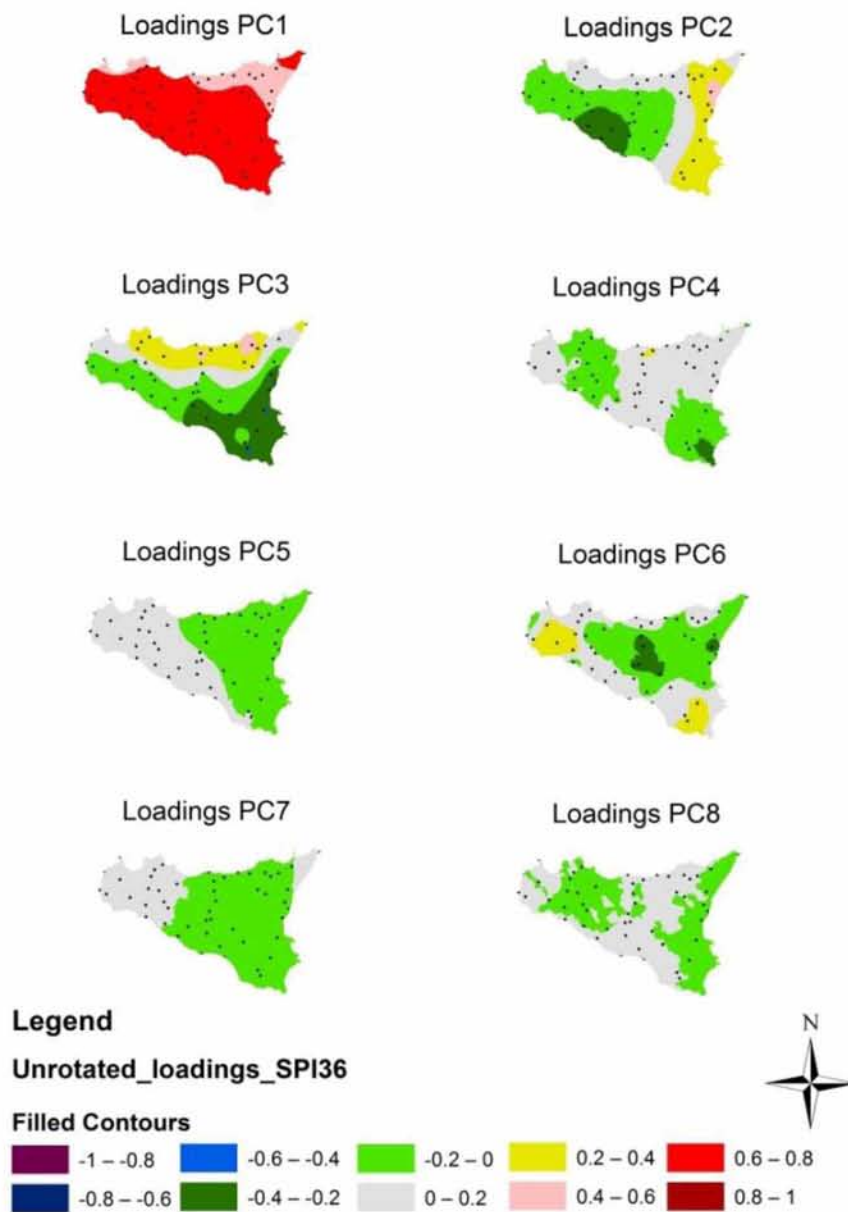 Loadings PC1
Loadings PC2
Loadings PC3
Loadings PC4
Loadings PC5
Loadings PC6
Loadings PC7
Loadings PC8
Legend
N
Unrotated_loadings_SPI36
Filled Contours
-1 – -0.8
-0.6 – -0.4
-0.2 – 0
0.2 – 0.4
0.6 – 0.8
-0.8 – -0.6
-0.4 – -0.2
0 – 0.2
0.4 – 0.6
0.8 – 1